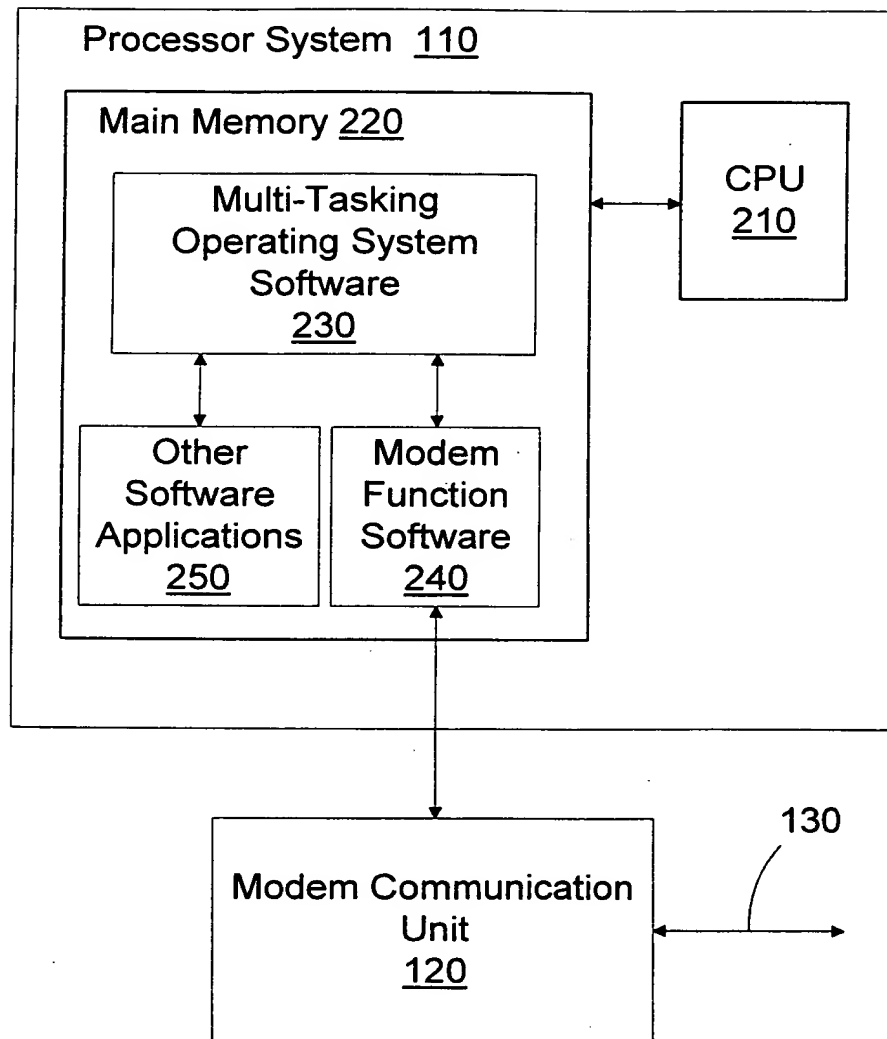 Processor System 110
Main Memory 220
Multi-Tasking
Operating System
Software
230
CPU
210
Other
Software
Applications
250
Modem
Function
Software
240
130
Modem Communication
Unit
120